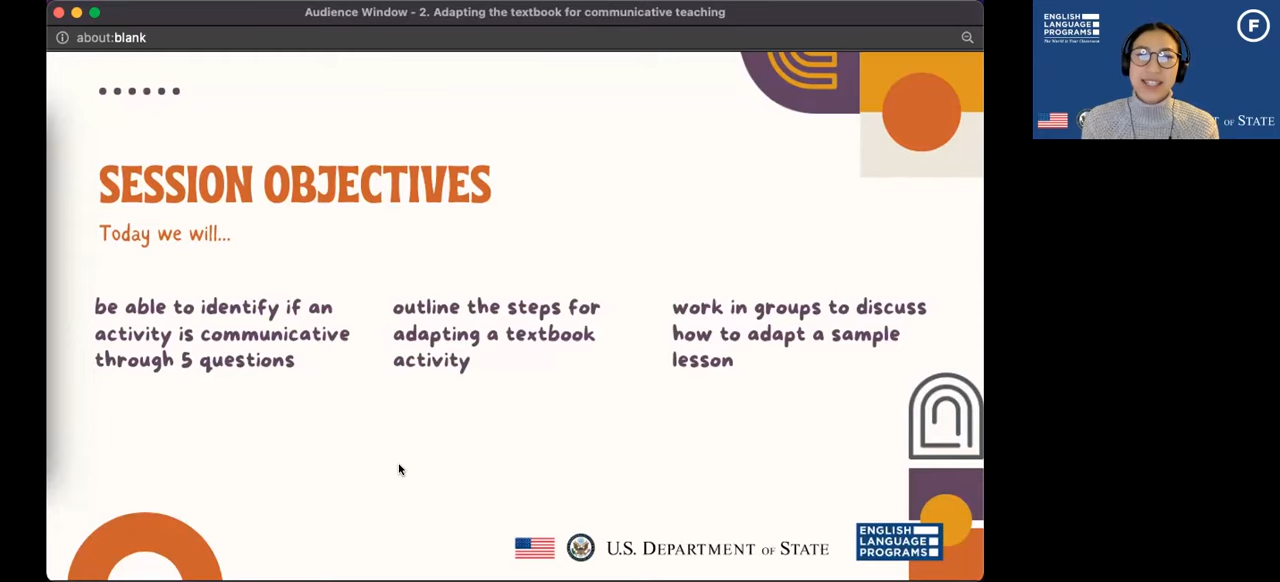 Audience Window - 2. Adapting the textbook for communicative teaching
about:blank
SESSION OBJECTIVES
Today we will...
be able to identify if an
activity is communicative
through 5 questions
outline the steps for
adapting a textbook
activity
work in groups to discuss
how to adapt a sample
lesson
U.S. DEPARTMENT OF STATE
ENGLISH
LANGUAGE
PROGRAMS
ENGLISH
LANGUAGE
PROGRAMS
F
OF STATE